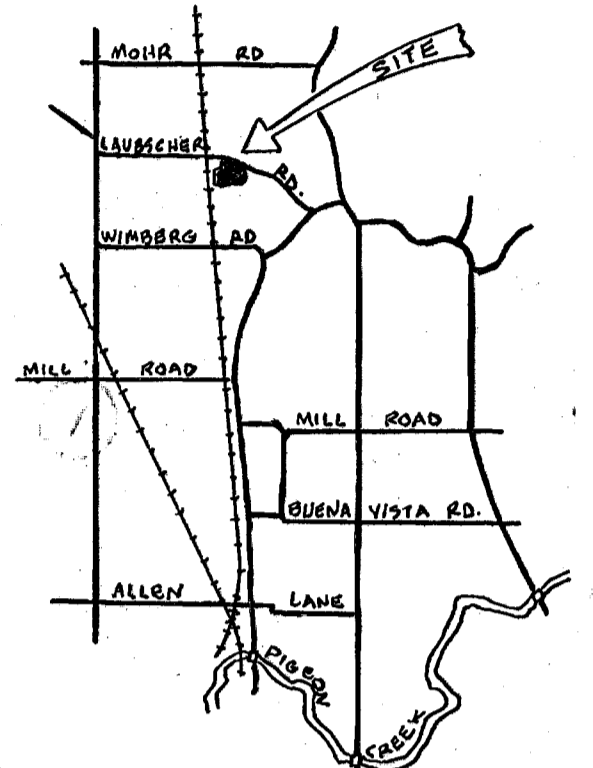 MOHR RD
SITE
LAUBSCHER RD.
WIMBERG RD
MILL ROAD
MILL ROAD
BUENA VISTA RD.
ALLEN LANE
PIGEON CREEK